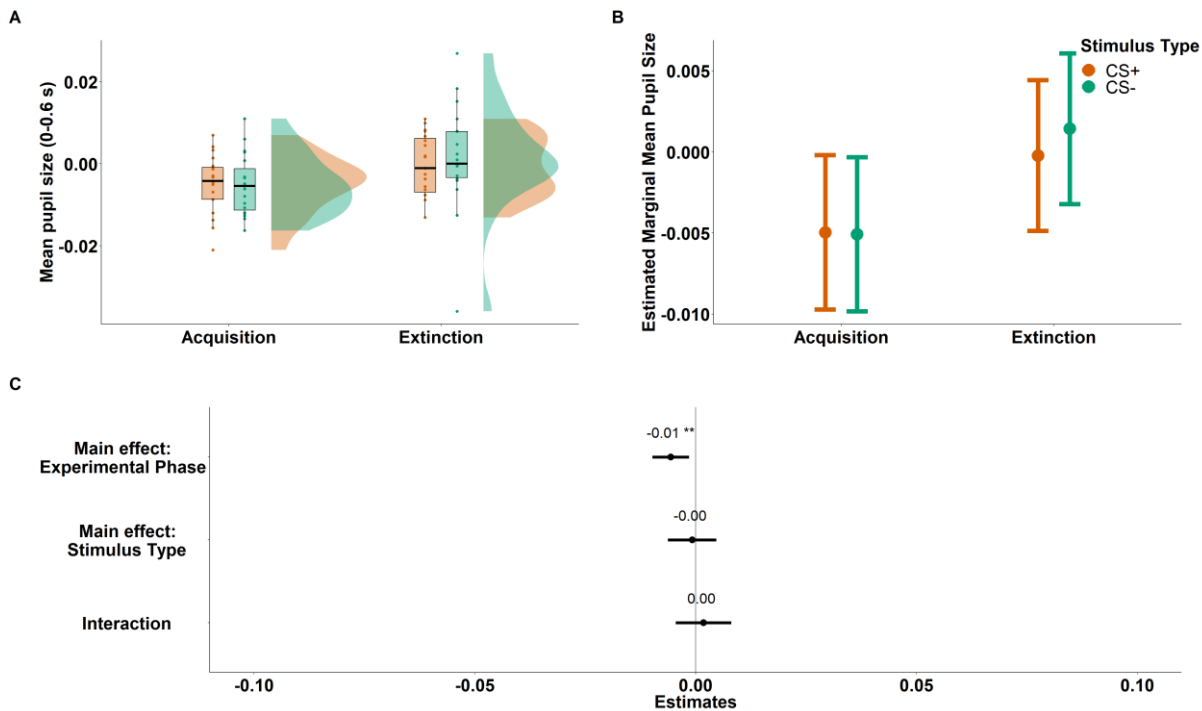 A
Mean pupil size (0-0.6 s)
0.02
0.00
-0.02
Acquisition
Extinction
B
Estimated Marginal Mean Pupil Size
0.005
0.000
-0.005
-0.010
Acquisition
Extinction
Stimulus Type
CS+
CS-
C
Main effect:
Experimental Phase
Main effect:
Stimulus Type
Interaction
-0.01 **
-0.00
0.00
-0.10
-0.05
0.00
0.05
0.10
Estimates